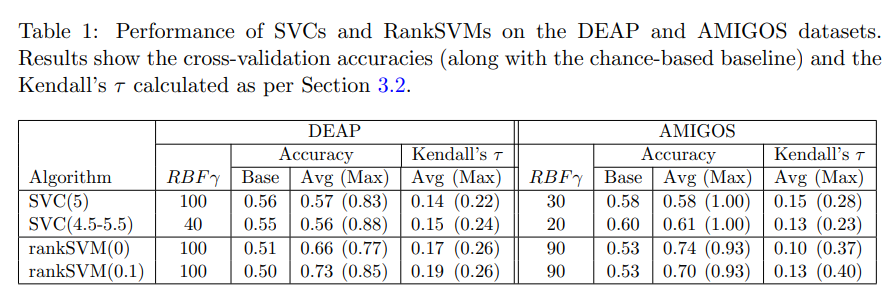 Table 1: Performance of SVCs and RankSVMs on the DEAP and AMIGOS datasets.
Results show the cross-validation accuracies (along with the chance-based baseline) and the
Kendall's τ calculated as per Section 3.2.
DEAP AMIGOS
Accuracy Kendall's τ Accuracy Kendall's τ
Algorithm RBFγ Base Avg (Max) Avg (Max) RBFγ Base Avg (Max) Avg (Max)
SVC(5) 100 0.56 0.57 (0.83) 0.14 (0.22) 30 0.58 0.58 (1.00) 0.15 (0.28)
SVC(4.5-5.5) 40 0.55 0.56 (0.88) 0.15 (0.24) 20 0.60 0.61 (1.00) 0.13 (0.23)
rankSVM(0) 100 0.51 0.66 (0.77) 0.17 (0.26) 90 0.53 0.74 (0.93) 0.10 (0.37)
rankSVM(0.1) 100 0.50 0.73 (0.85) 0.19 (0.26) 90 0.53 0.70 (0.93) 0.13 (0.40)